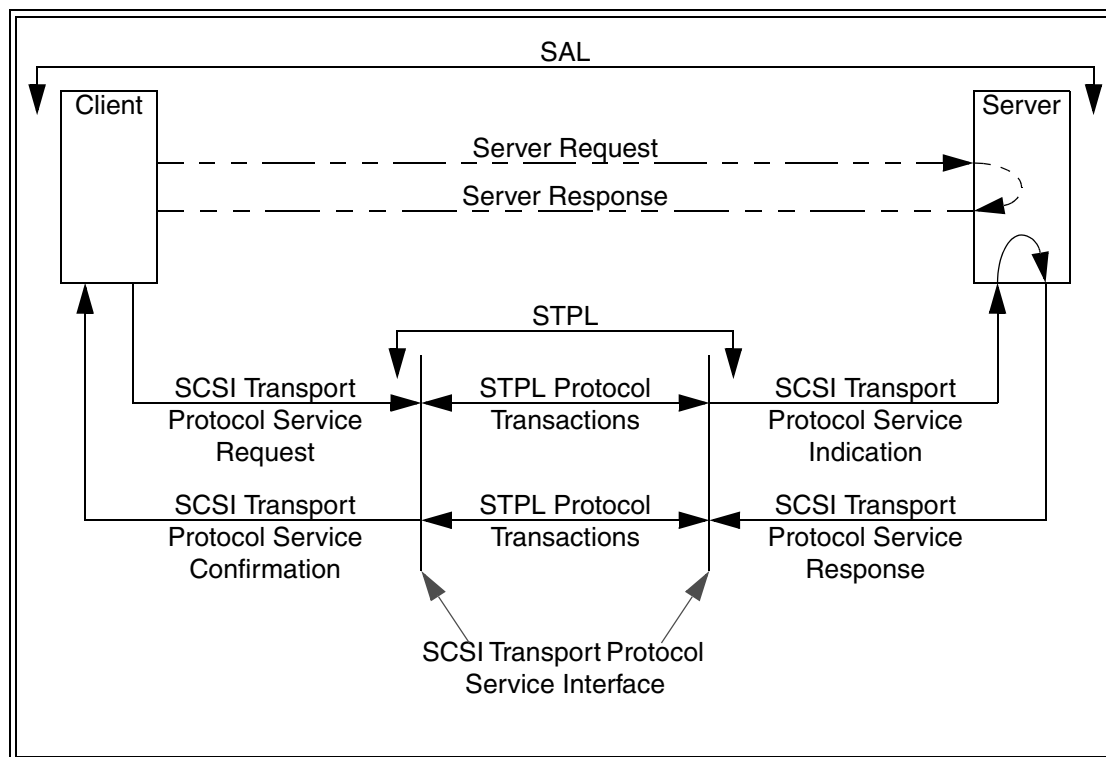 SAL
Client
Server
Server Request
Server Response
STPL
SCSI Transport
Protocol Service
Request
STPL Protocol
Transactions
SCSI Transport
Protocol Service
Indication
SCSI Transport
Protocol Service
Confirmation
STPL Protocol
Transactions
SCSI Transport
Protocol Service
Response
SCSI Transport Protocol
Service Interface